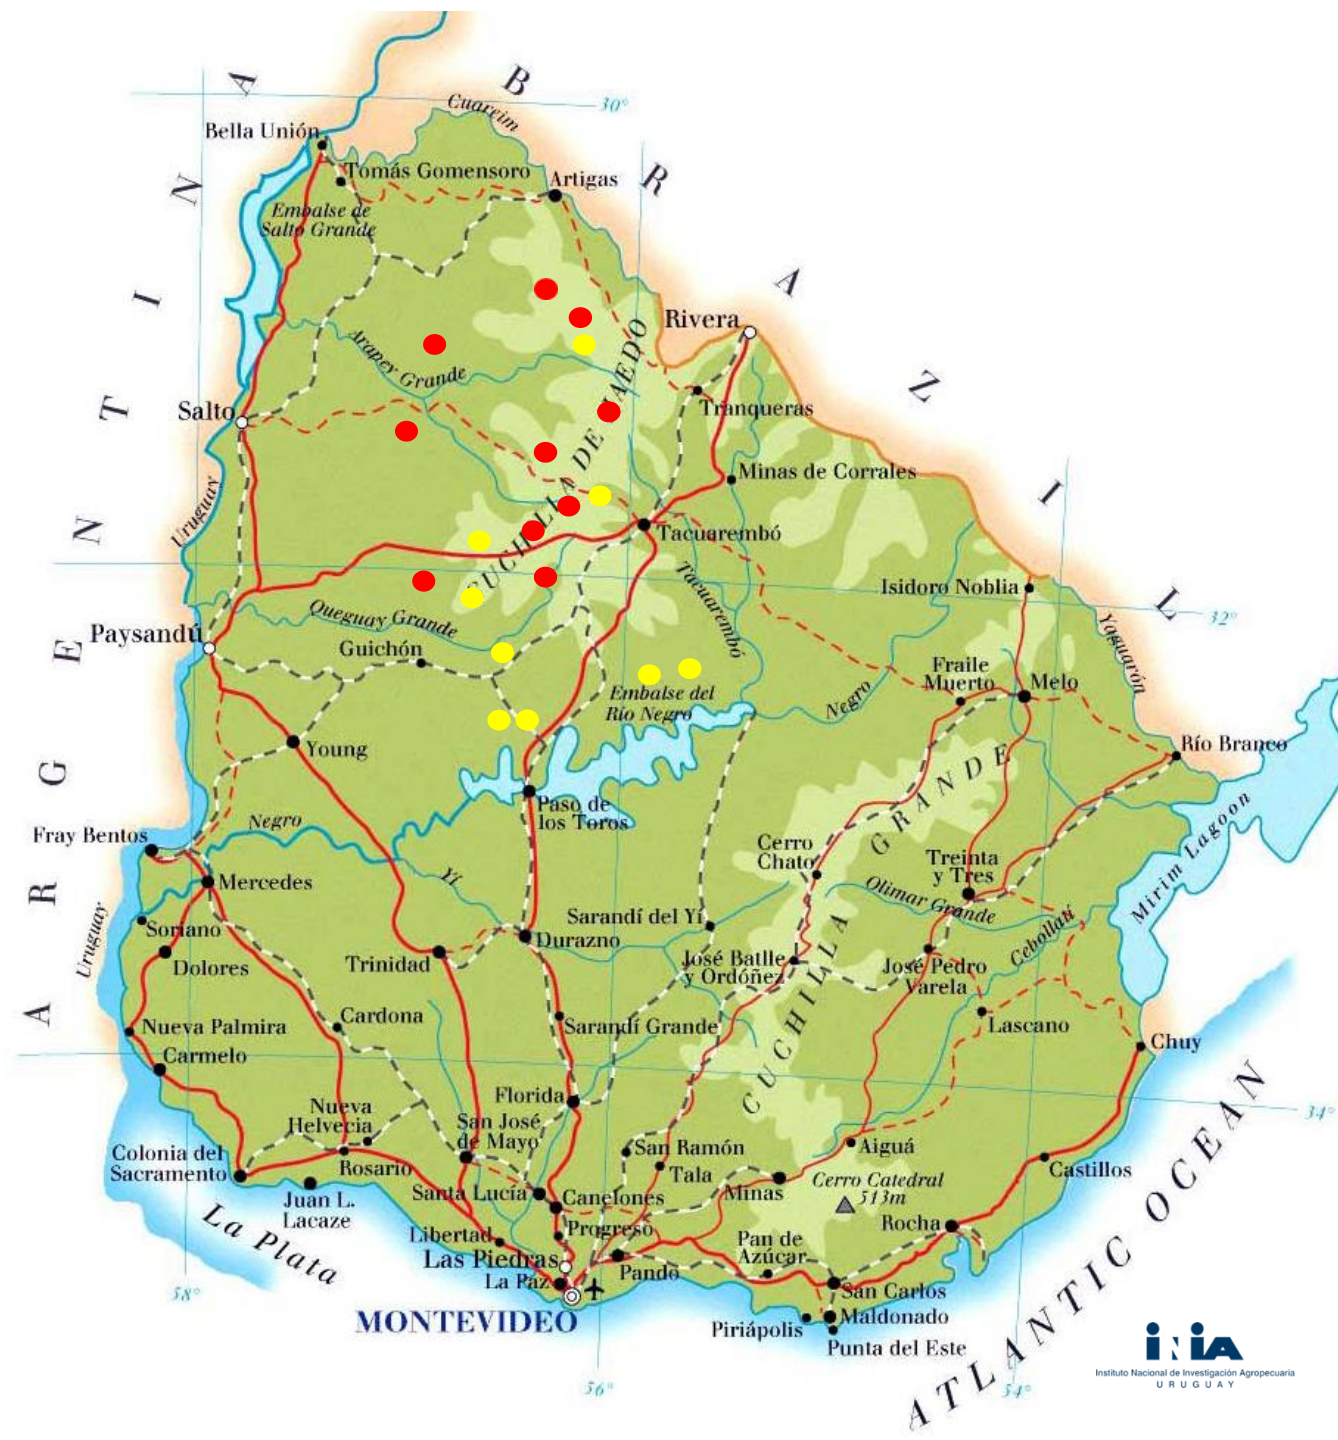 A R G E N T I N A
B R A Z I L
Cuareim
30°
Bella Unión
Tomás Gomensoro
Artigas
Embalse de
Salto Grande
Rivera
Arapey Grande
Salto
Tranqueras
Minas de Corrales
Uruguay
Tacuarembó
Tacuarembó
Isidoro Noblia
32°
Yaguarón
Queguay Grande
Paysandú
Guichón
Fraile
Muerto
Melo
Embalse del
Río Negro
Negro
Young
Río Branco
Paso de
los Toros
Negro
Fray Bentos
CUCHILLA GRANDE
Cerro
Chato
Treinta
y Tres
Mirim Lagoon
Mercedes
Yí
Olimar Grande
Uruguay
Soriano
Sarandí del Yí
Cebollatí
Durazno
Dolores
Trinidad
José Batlle
y Ordóñez
José Pedro
Varela
Nueva Palmira
Cardona
Sarandí Grande
Lascano
Chuy
Carmelo
Florida
34°
Nueva
Helvecia
San José
de Mayo
San Ramón
Aiguá
Colonia del
Sacramento
Rosario
Tala
Castillos
Juan L.
Lacaze
Santa Lucía
Canelones
Minas
Cerro Catedral
513m
La Plata
Libertad
Progreso
Rocha
Las Piedras
Pan de
Azúcar
La Paz
Pando
San Carlos
58°
MONTEVIDEO
Piriápolis
Maldonado
Punta del Este
ATLANTIC OCEAN
56°
54°
iniA
Instituto Nacional de Investigación Agropecuaria
URUGUAY